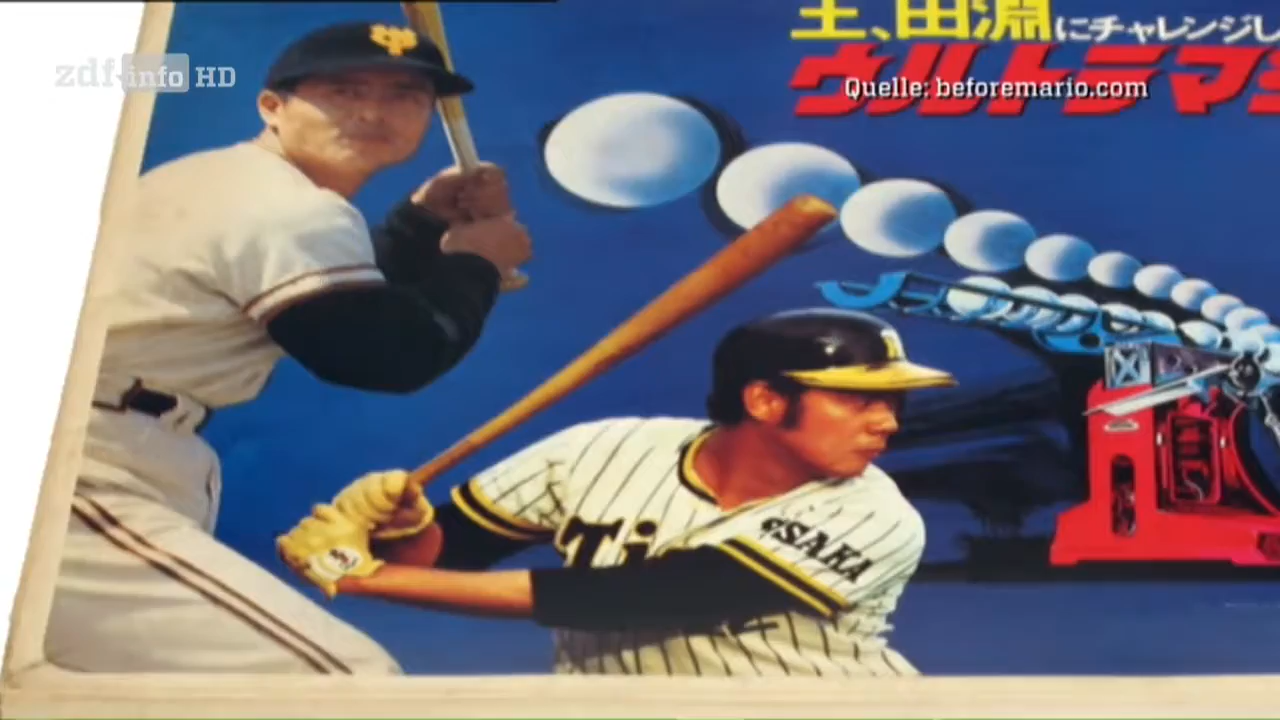 王、田淵にチャレンジし
ウルトラマシ
zdf info HD
Quelle: beforemario.com
Ti
OSAKA